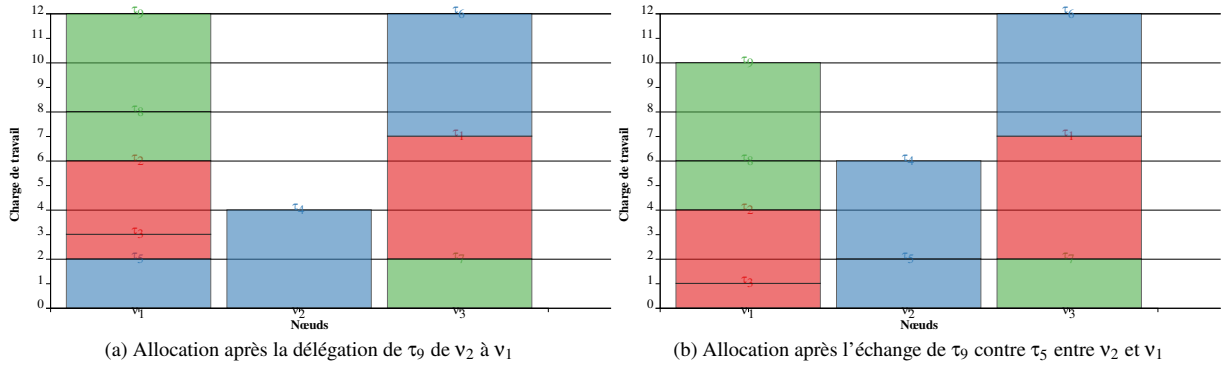 12
11
10
9
8
7
6
5
4
3
2
1
0
Charge de travail
τ9
τ8
τ2
τ3
τ5
τ4
τ6
τ1
τ7
ν1
ν2
ν3
Nœuds
(a) Allocation après la délégation de τ9 de ν2 à ν1
12
11
10
9
8
7
6
5
4
3
2
1
0
Charge de travail
τ9
τ8
τ2
τ3
τ4
τ5
τ6
τ1
τ7
ν1
ν2
ν3
Nœuds
(b) Allocation après l'échange de τ9 contre τ5 entre ν2 et ν1